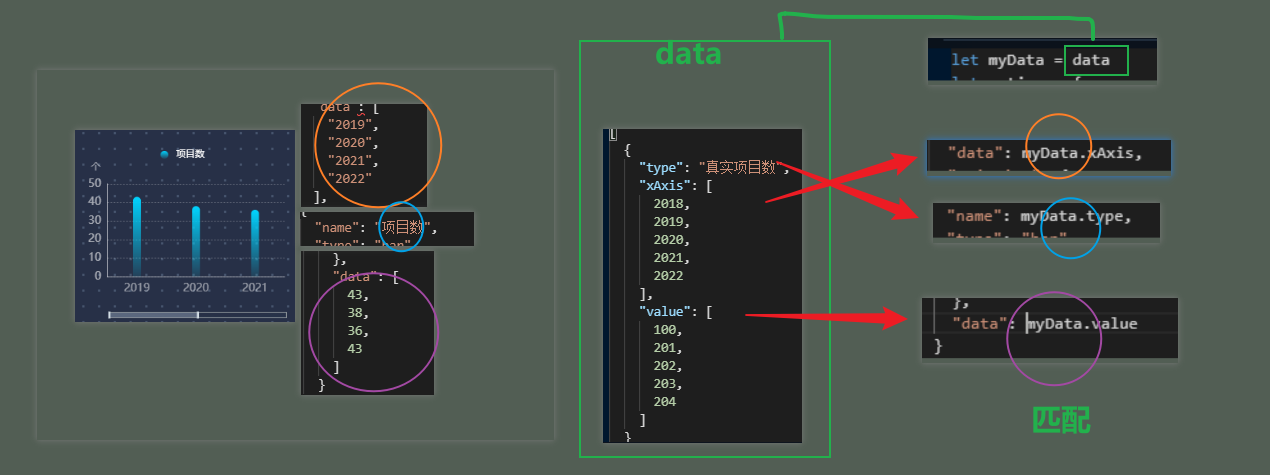 项目数
个
50
40
30
20
10
0
2019
2020
2021
data": [
"2019",
"2020",
"2021",
"2022"
],
"name": "项目数",
"type": "bar"
},
"data": [
43,
38,
36,
43
]
}
data
[
{
"type": "真实项目数",
"xAxis": [
2018,
2019,
2020,
2021,
2022
],
"value": [
100,
201,
202,
203,
204
]
}
let myData = data
"data": myData.xAxis,
"name": myData.type,
"type": "bar"
},
"data": myData.value
}
匹配